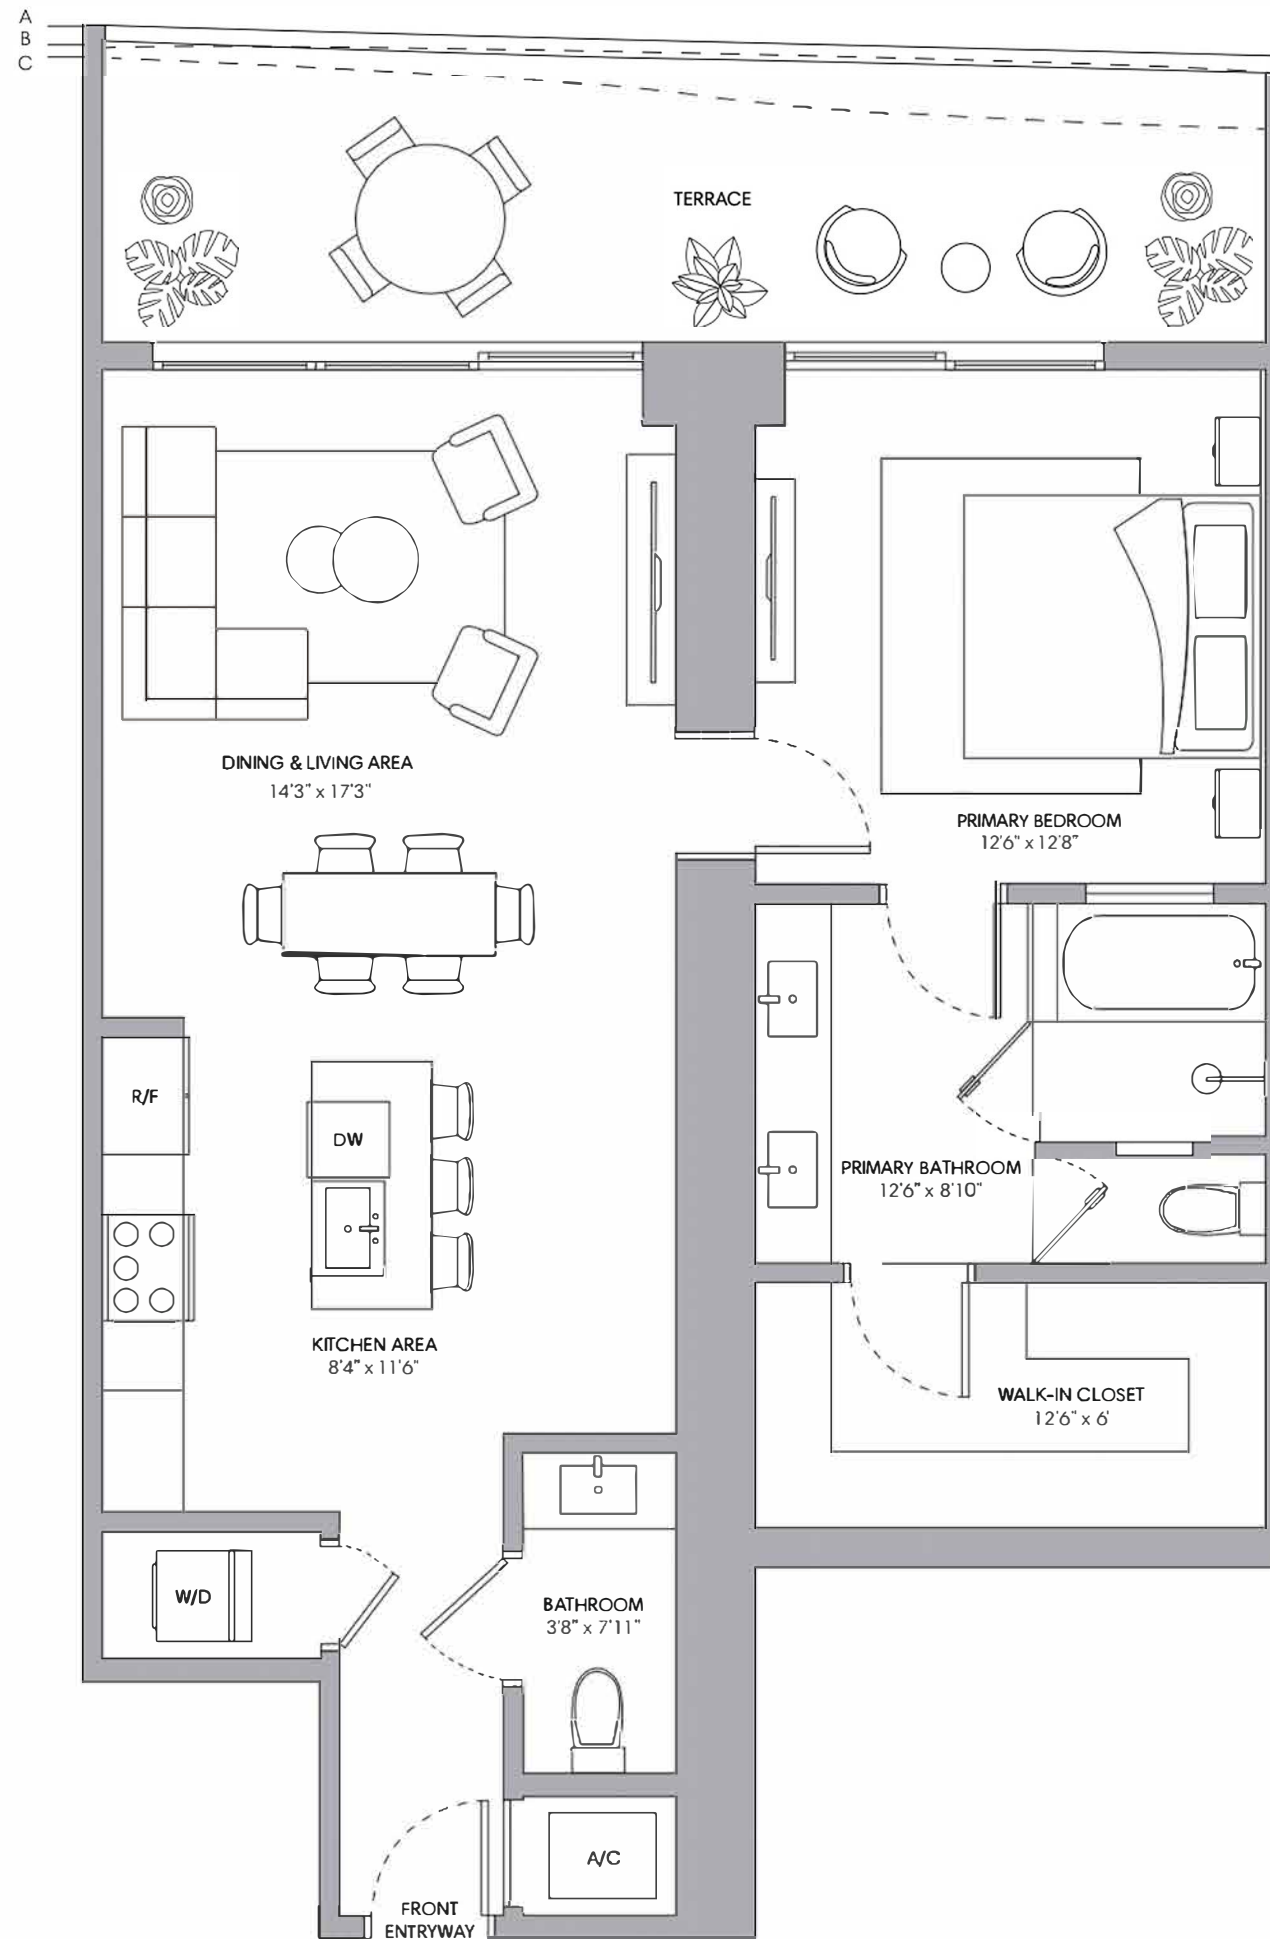 A
B
C
TERRACE
DINING & LIVING AREA
14'3" x 17'3"
PRIMARY BEDROOM
12'6" x 12'8"
R/F
DW
PRIMARY BATHROOM
12'6" x 8'10"
KITCHEN AREA
8'4" x 11'6"
WALK-IN CLOSET
12'6" x 6'
W/D
BATHROOM
3'8" x 7'11"
A/C
FRONT
ENTRYWAY